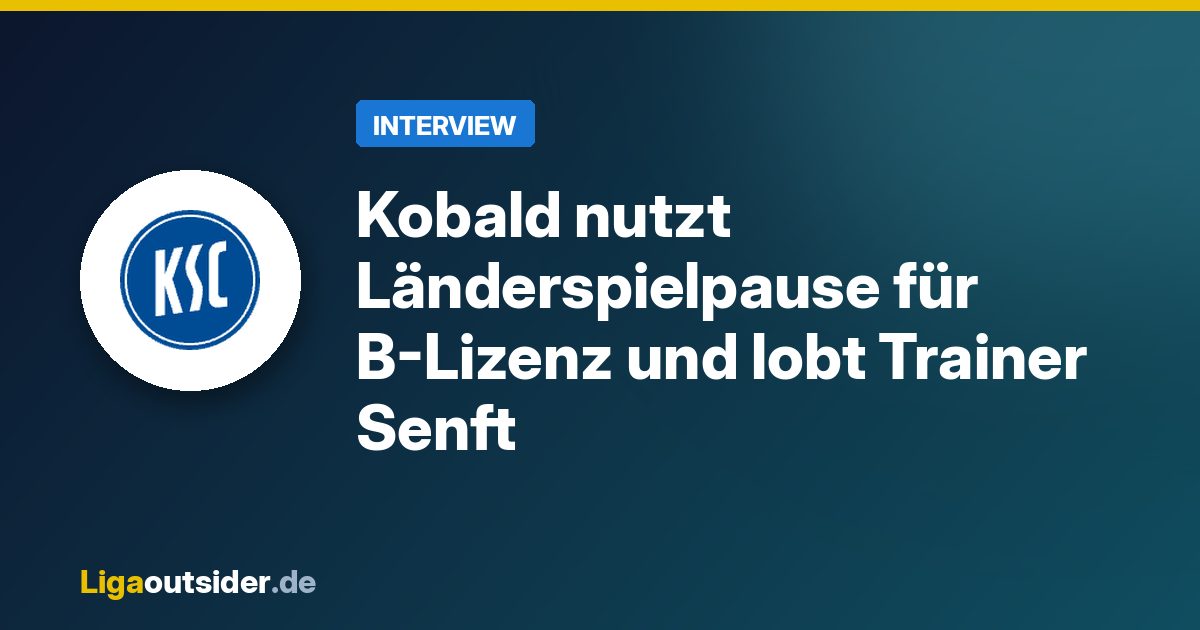 INTERVIEW
KSC
Kobald nutzt
Länderspielpause für
B-Lizenz und lobt Trainer
Senft
Ligaoutsider.de